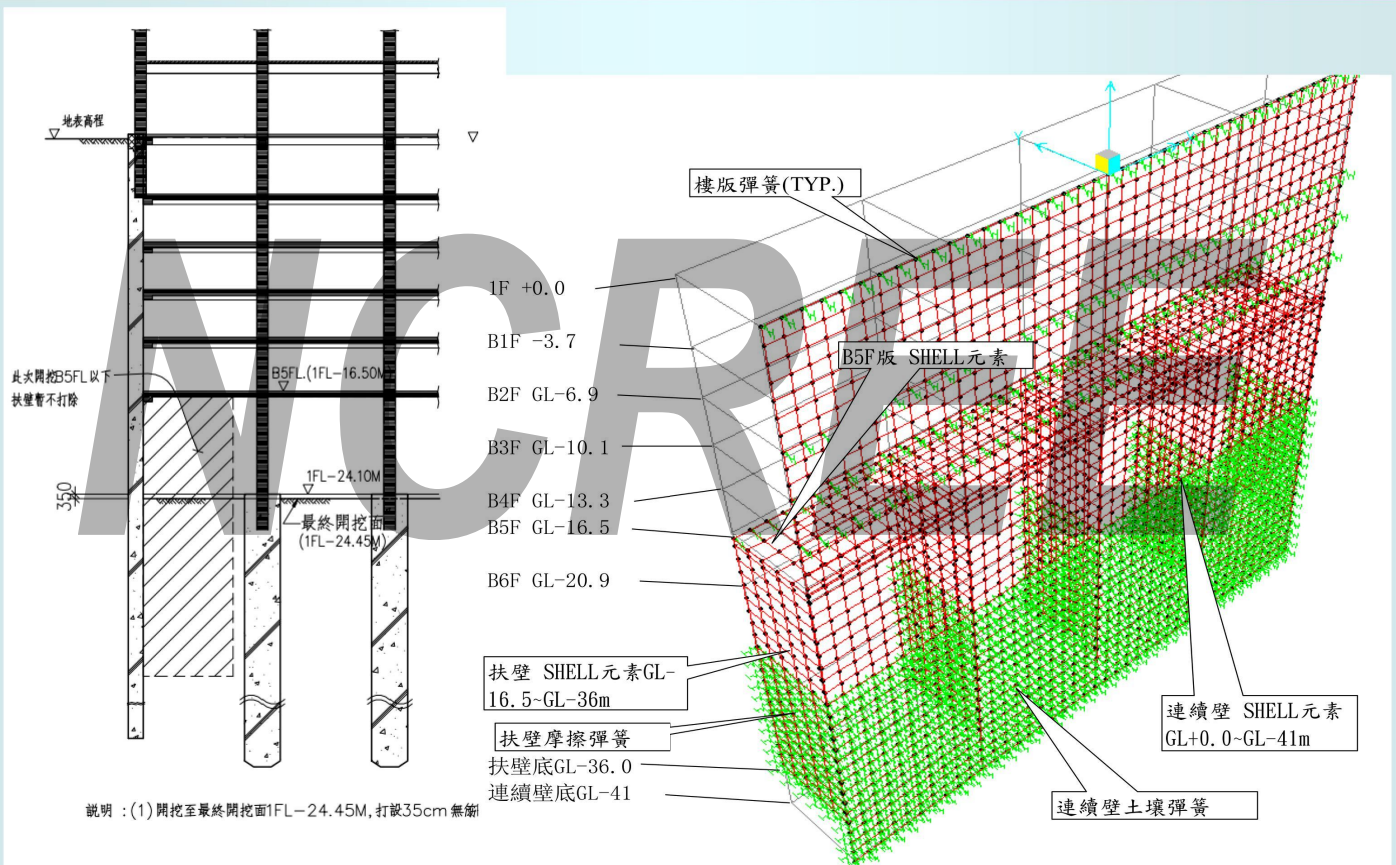 地表高程
此次開挖B5FL以下
扶壁暫不打除
B5FL.(1FL-16.50M)
1FL-24.10M
350
最終開挖面
(1FL-24.45M)
說明 :(1) 開挖至最終開挖面1FL-24.45M,打設35cm 無筋
NCREE
樓版彈簧(TYP.)
Y
1F +0.0
B1F -3.7
B2F GL-6.9
B3F GL-10.1
B4F GL-13.3
B5F GL-16.5
B6F GL-20.9
B5F版 SHELL元素
扶壁 SHELL元素GL-
16.5~GL-36m
扶壁摩擦彈簧
扶壁底GL-36.0
連續壁底GL-41
連續壁 SHELL元素
GL+0.0~GL-41m
連續壁土壤彈簧